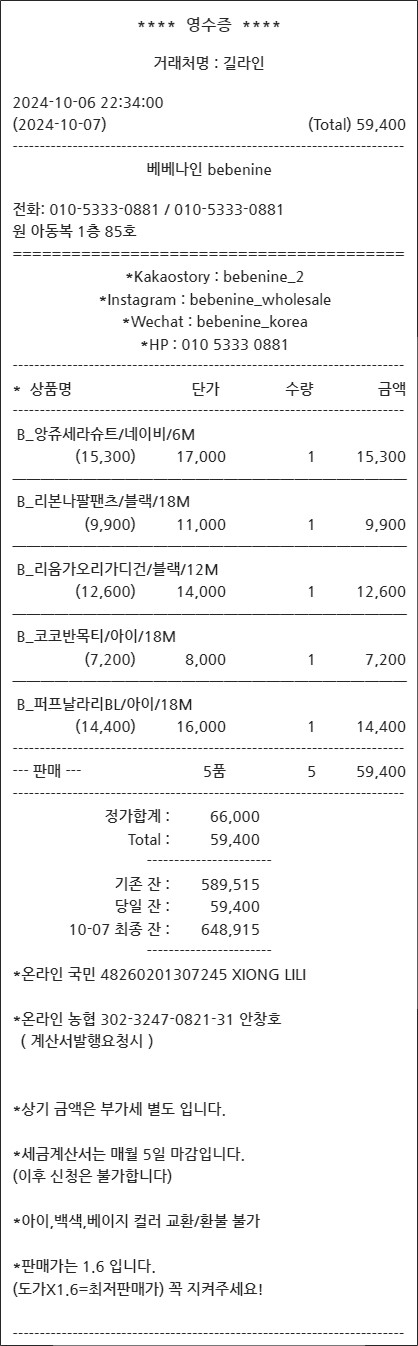 **** 영수증 ****
거래처명 : 길라인
2024-10-06 22:34:00
(2024-10-07) (Total) 59,400
베베나인 bebenine
전화: 010-5333-0881 / 010-5333-0881
원 아동복 1층 85호
*Kakaostory : bebenine_2
*Instagram : bebenine_wholesale
*Wechat : bebenine_korea
*HP : 010 5333 0881
* 상품명 단가 수량 금액
B_앙쥬세라슈트/네이비/6M
(15,300) 17,000 1 15,300
B_리본나팔팬츠/블랙/18M
(9,900) 11,000 1 9,900
B_리움가오리가디건/블랙/12M
(12,600) 14,000 1 12,600
B_코코반목티/아이/18M
(7,200) 8,000 1 7,200
B_퍼프날라리BL/아이/18M
(14,400) 16,000 1 14,400
--- 판매 --- 5품 5 59,400
정가합계 : 66,000
Total : 59,400
기존 잔 : 589,515
당일 잔 : 59,400
10-07 최종 잔 : 648,915
*온라인 국민 48260201307245 XIONG LILI
*온라인 농협 302-3247-0821-31 안창호
( 계산서발행요청시 )
*상기 금액은 부가세 별도 입니다.
*세금계산서는 매월 5일 마감입니다.
(이후 신청은 불가합니다)
*아이,백색,베이지 컬러 교환/환불 불가
*판매가는 1.6 입니다.
(도가X1.6=최저판매가) 꼭 지켜주세요!